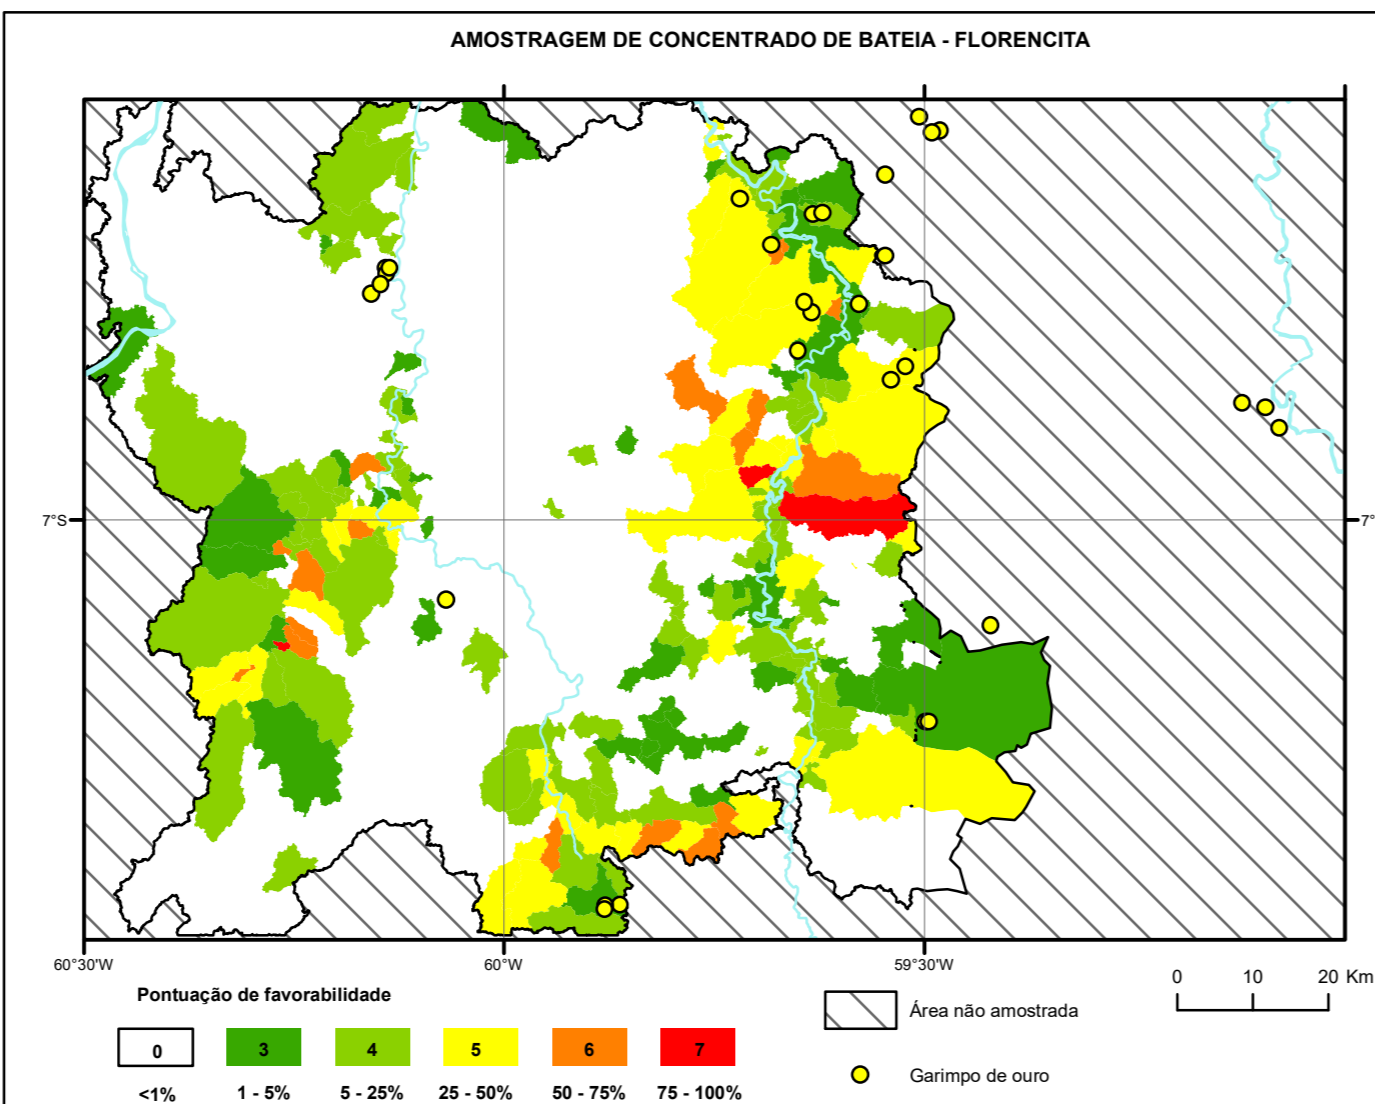 AMOSTRAGEM DE CONCENTRADO DE BATEIA - FLORENCITA
7°S
7°
60°30'W
60°W
59°30'W
0 10 20 Km
Pontuação de favorabilidade
0 3 4 5 6 7
<1% 1 - 5% 5 - 25% 25 - 50% 50 - 75% 75 - 100%
Área não amostrada
Garimpo de ouro